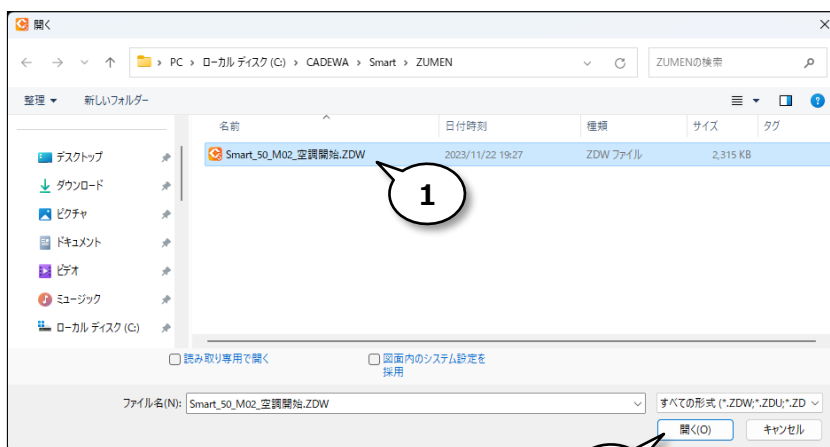 開く
PC › ローカル ディスク (C:) › CADEWA › Smart › ZUMEN
ZUMENの検索
整理 新しいフォルダー
名前 日付時刻 種類 サイズ タグ
Smart_50_M02_空調開始.ZDW 2023/11/22 19:27 ZDW ファイル 2,315 KB
1
デスクトップ
ダウンロード
ピクチャ
ドキュメント
ビデオ
ミュージック
ローカル ディスク (C:)
読み取り専用で開く
図面内のシステム設定を
採用
ファイル名(N): Smart_50_M02_空調開始.ZDW すべての形式 (*.ZDW;*.ZDU;*.ZD
開く(O) キャンセル